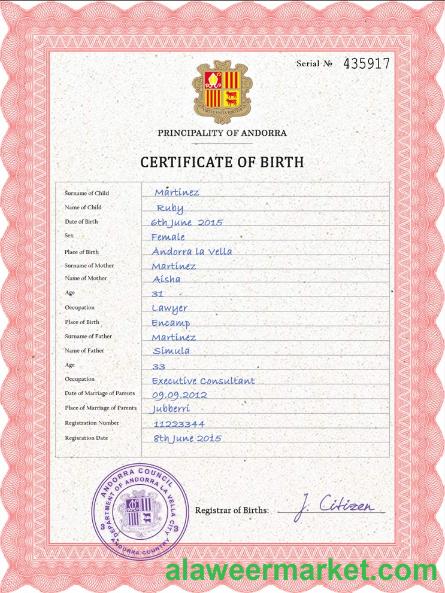 Serial № 435917
PRINCIPALITY OF ANDORRA
CERTIFICATE OF BIRTH
Surname of Child Martinez
Name of Child Ruby
Date of Birth 6th June 2015
Sex Female
Place of Birth Andorra la Vella
Surname of Mother Martinez
Name of Mother Aisha
Age 31
Occupation Lawyer
Place of Birth Encamp
Surname of Father Martinez
Name of Father Simula
Age 33
Occupation Executive Consultant
Date of Marriage of Parents 09.09.2012
Place of Marriage of Parents Jubberri
Registration Number 11223344
Registration Date 8th June 2015
ANDORRA COUNCIL
DEPARTMENT OF ANDORRA LA VELLA CITY
3 3
ANDORRA COUNTRY
Registrar of Births: J. Citizen
alaweermarket.com